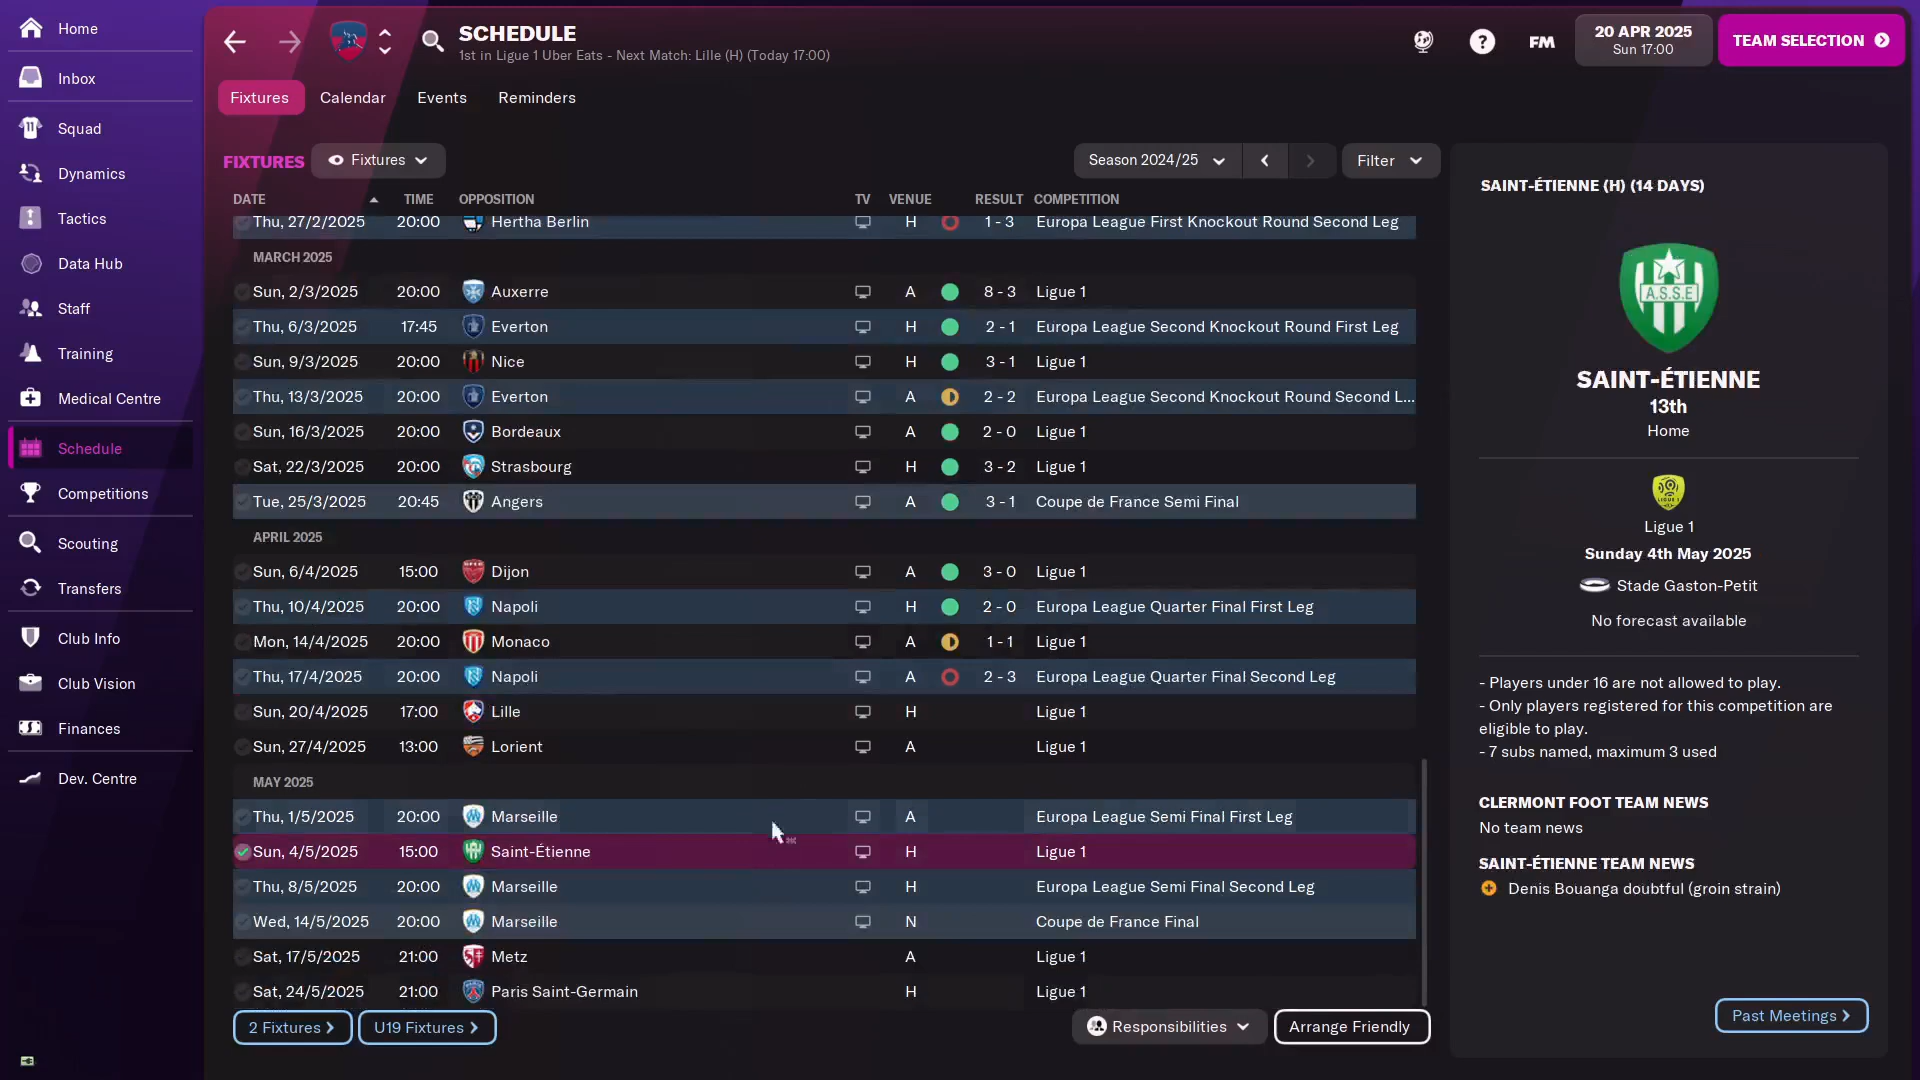 Home
Inbox
Squad
Dynamics
Tactics
Data Hub
Staff
Training
Medical Centre
Schedule
Competitions
Scouting
Transfers
Club Info
Club Vision
Finances
Dev. Centre
SCHEDULE
1st in Ligue 1 Uber Eats - Next Match: Lille (H) (Today 17:00)
FM
20 APR 2025
Sun 17:00
TEAM SELECTION
Fixtures Calendar Events Reminders
FIXTURES Fixtures Season 2024/25 Filter
DATE TIME OPPOSITION TV VENUE RESULT COMPETITION
Thu, 27/2/2025 20:00 Hertha Berlin H 1 - 3 Europa League First Knockout Round Second Leg
MARCH 2025
Sun, 2/3/2025 20:00 Auxerre A 8 - 3 Ligue 1
Thu, 6/3/2025 17:45 Everton H 2 - 1 Europa League Second Knockout Round First Leg
Sun, 9/3/2025 20:00 Nice H 3 - 1 Ligue 1
Thu, 13/3/2025 20:00 Everton A 2 - 2 Europa League Second Knockout Round Second L...
Sun, 16/3/2025 20:00 Bordeaux A 2 - 0 Ligue 1
Sat, 22/3/2025 20:00 Strasbourg H 3 - 2 Ligue 1
Tue, 25/3/2025 20:45 Angers A 3 - 1 Coupe de France Semi Final
APRIL 2025
Sun, 6/4/2025 15:00 Dijon A 3 - 0 Ligue 1
Thu, 10/4/2025 20:00 Napoli H 2 - 0 Europa League Quarter Final First Leg
Mon, 14/4/2025 20:00 Monaco A 1 - 1 Ligue 1
Thu, 17/4/2025 20:00 Napoli A 2 - 3 Europa League Quarter Final Second Leg
Sun, 20/4/2025 17:00 Lille H Ligue 1
Sun, 27/4/2025 13:00 Lorient A Ligue 1
MAY 2025
Thu, 1/5/2025 20:00 Marseille A Europa League Semi Final First Leg
Sun, 4/5/2025 15:00 Saint-Étienne H Ligue 1
Thu, 8/5/2025 20:00 Marseille H Europa League Semi Final Second Leg
Wed, 14/5/2025 20:00 Marseille N Coupe de France Final
Sat, 17/5/2025 21:00 Metz A Ligue 1
Sat, 24/5/2025 21:00 Paris Saint-Germain H Ligue 1
2 Fixtures U19 Fixtures Responsibilities Arrange Friendly
SAINT-ÉTIENNE (H) (14 DAYS)
A.S.S.E
SAINT-ÉTIENNE
13th
Home
Ligue 1
Sunday 4th May 2025
Stade Gaston-Petit
No forecast available
- Players under 16 are not allowed to play.
- Only players registered for this competition are
eligible to play.
- 7 subs named, maximum 3 used
CLERMONT FOOT TEAM NEWS
No team news
SAINT-ÉTIENNE TEAM NEWS
Denis Bouanga doubtful (groin strain)
Past Meetings